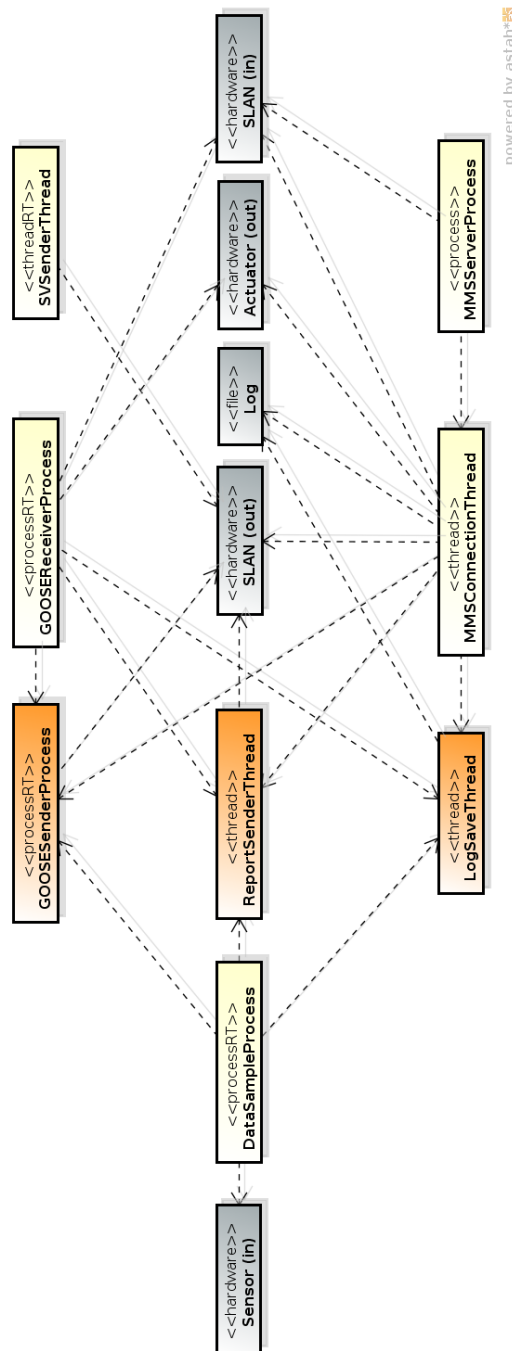 <<hardware>>
SLAN (in)
<<threadRT>>
SVSenderThread
<<hardware>>
Actuator (out)
<<process>>
MMSServerProcess
<<file>>
Log
<<processRT>>
GOOSEReceiverProcess
<<hardware>>
SLAN (out)
<<thread>>
MMSConnectionThread
<<processRT>>
GOOSESenderProcess
<<thread>>
ReportSenderThread
<<thread>>
LogSaveThread
<<processRT>>
DataSampleProcess
<<hardware>>
Sensor (in)
powered by astah*